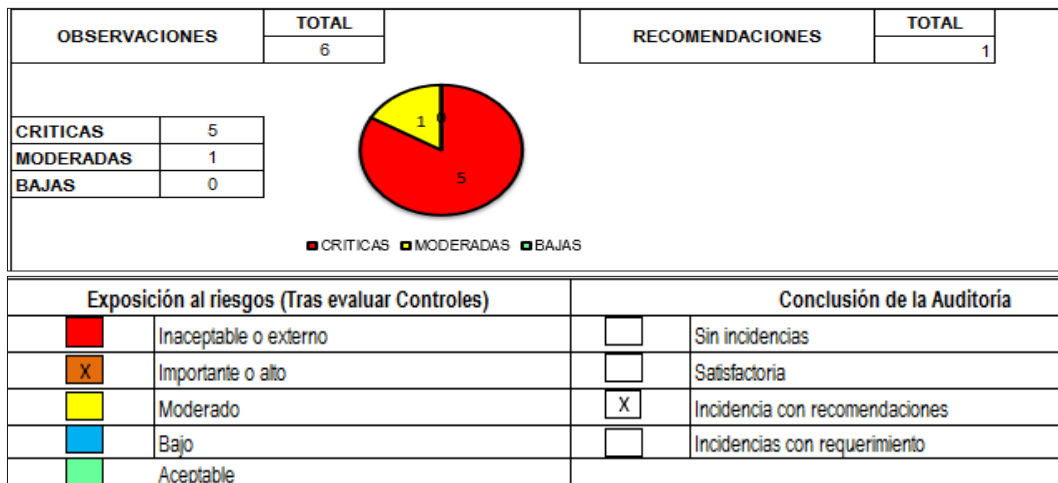 OBSERVACIONES TOTAL RECOMENDACIONES TOTAL
6 1
CRITICAS 5
MODERADAS 1
BAJAS 0
1 0
5
CRITICAS MODERADAS BAJAS
Exposición al riesgos (Tras evaluar Controles) Conclusión de la Auditoría
Inaceptable o externo Sin incidencias
X Importante o alto Satisfactoria
Moderado X Incidencia con recomendaciones
Bajo Incidencias con requerimiento
Aceptable